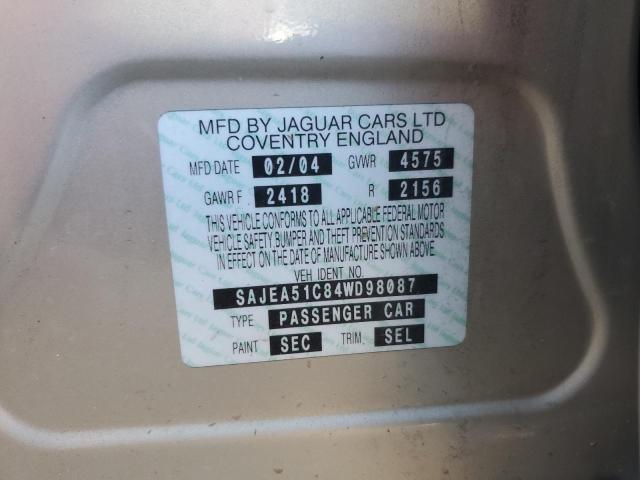 MFD BY JAGUAR CARS LTD
COVENTRY ENGLAND
MFD DATE 02/04 GVWR 4575
GAWR F 2418 R 2156
THIS VEHICLE CONFORMS TO ALL APPLICABLE FEDERAL MOTOR
VEHICLE SAFETY BUMPER AND THEFT PREVENTION STANDARDS
IN EFFECT ON THE DATE OF MANUFACTURE SHOWN ABOVE
VEH IDENT NO.
SAJEA51C84WD98087
TYPE PASSENGER CAR
PAINT SEC TRIM. SEL